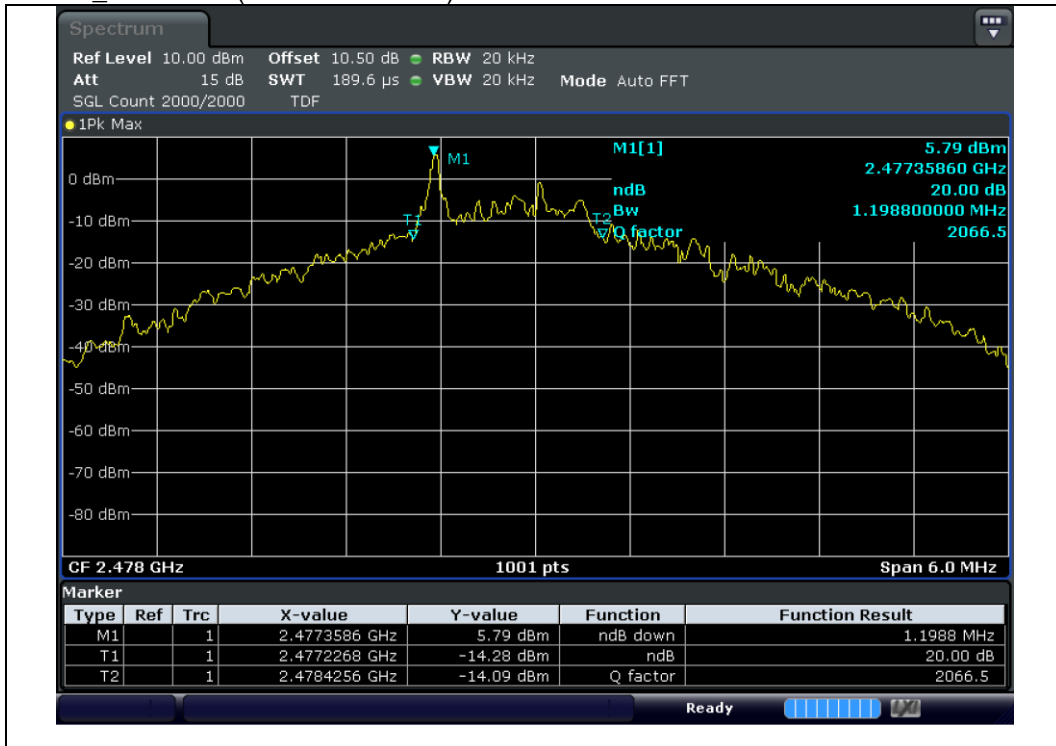 Spectrum
Ref Level 10.00 dBm Offset 10.50 dB RBW 20 kHz
Att 15 dB SWT 189.6 µs VBW 20 kHz Mode Auto FFT
SGL Count 2000/2000 TDF
1Pk Max
M1[1] 5.79 dBm
2.47735860 GHz
ndB 20.00 dB
Bw 1.198800000 MHz
Q factor 2066.5
M1
T1
T2
0 dBm
-10 dBm
-20 dBm
-30 dBm
-40 dBm
-50 dBm
-60 dBm
-70 dBm
-80 dBm
CF 2.478 GHz 1001 pts Span 6.0 MHz
Marker
Type Ref Trc X-value Y-value Function Function Result
M1 1 2.4773586 GHz 5.79 dBm ndB down 1.1988 MHz
T1 1 2.4772268 GHz -14.28 dBm ndB 20.00 dB
T2 1 2.4784256 GHz -14.09 dBm Q factor 2066.5
Ready